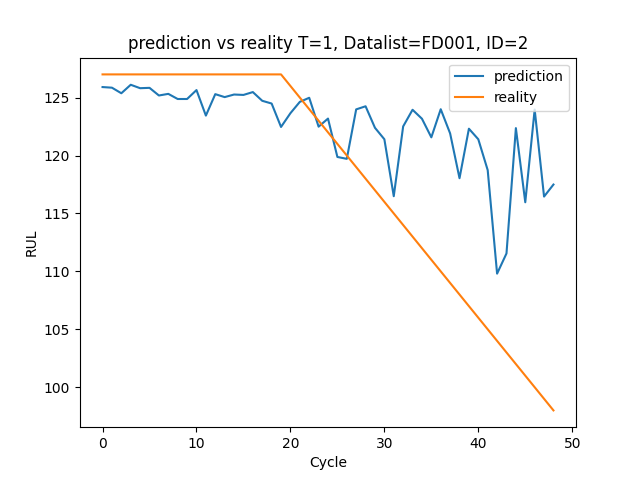 prediction vs reality T=1, Datalist=FD001, ID=2
prediction
reality
125
120
115
110
105
100
RUL
0 10 20 30 40 50
Cycle